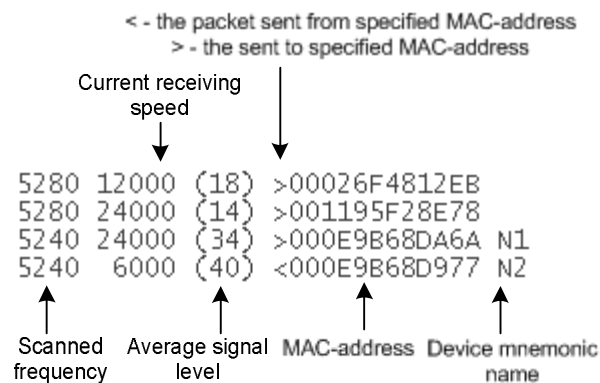 < - the packet sent from specified MAC-address
> - the sent to specified MAC-address
Current receiving
speed
5280 12000 (18) >00026F4812EB
5280 24000 (14) >001195F28E78
5240 24000 (34) >000E9B68DA6A N1
5240 6000 (40) <000E9B68D977 N2
Scanned
frequency
Average signal
level
MAC-address
Device mnemonic
name